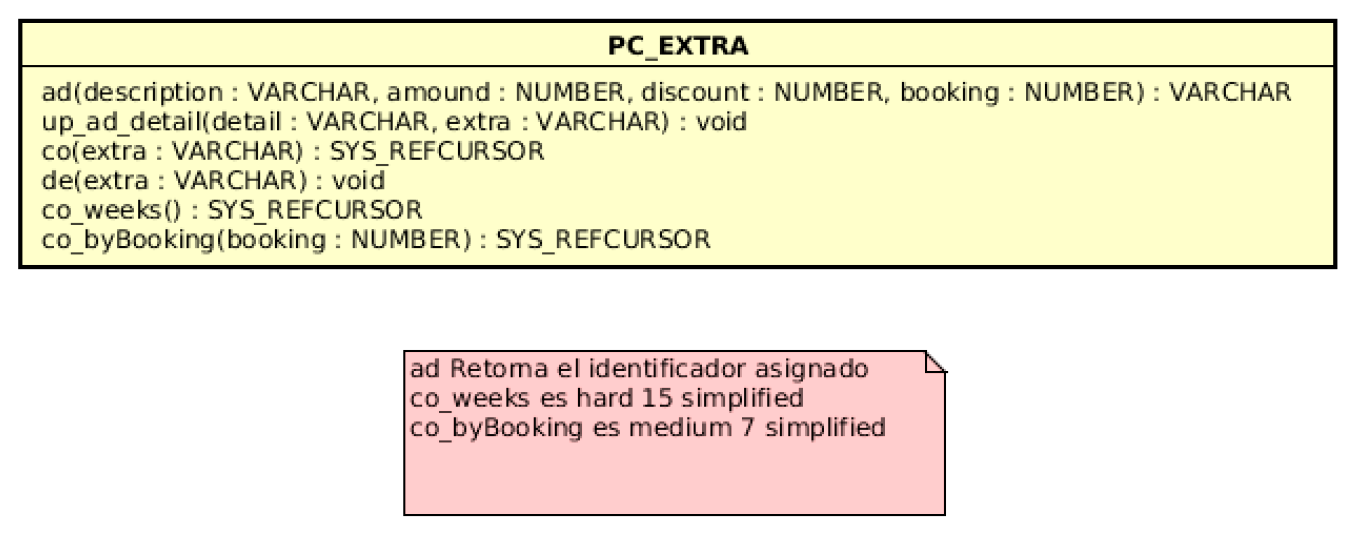 PC_EXTRA
ad(description : VARCHAR, amound : NUMBER, discount : NUMBER, booking : NUMBER) : VARCHAR
up_ad_detail(detail : VARCHAR, extra : VARCHAR) : void
co(extra : VARCHAR) : SYS_REFCURSOR
de(extra : VARCHAR) : void
co_weeks() : SYS_REFCURSOR
co_byBooking(booking : NUMBER) : SYS_REFCURSOR
ad Retorna el identificador asignado
co_weeks es hard 15 simplified
co_byBooking es medium 7 simplified